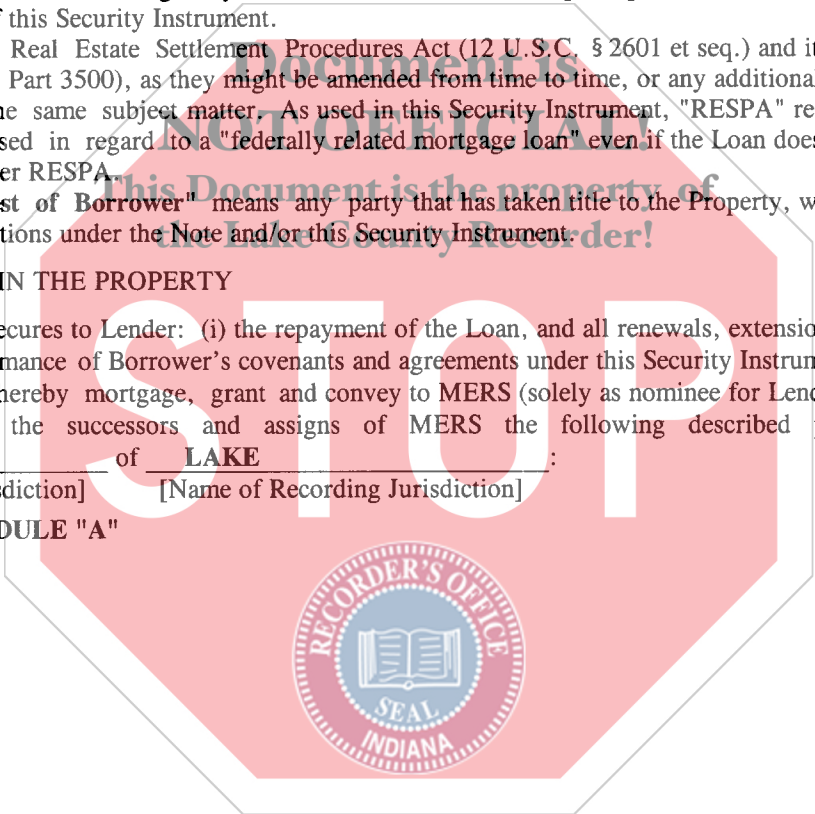 f this Security Instrument.
Real Estate Settlement Procedures Act (12 U.S.C. § 2601 et seq.) and it
Part 3500), as they might be amended from time to time, or any additional
e same subject matter. As used in this Security Instrument, "RESPA" re
sed in regard to a "federally related mortgage loan" even if the Loan does
er RESPA.
st of Borrower" means any party that has taken title to the Property, w
tions under the Note and/or this Security Instrument.
IN THE PROPERTY
ecures to Lender: (i) the repayment of the Loan, and all renewals, extensio
mance of Borrower's covenants and agreements under this Security Instrum
hereby mortgage, grant and convey to MERS (solely as nominee for Lend
the successors and assigns of MERS the following described
of LAKE :
sdiction] [Name of Recording Jurisdiction]
DULE "A"
Document is
NOT OFFICIAL!
This Document is the property of
the Lake County Recorder!
STOP
RECORDER'S OFFICE
SEAL
INDIANA